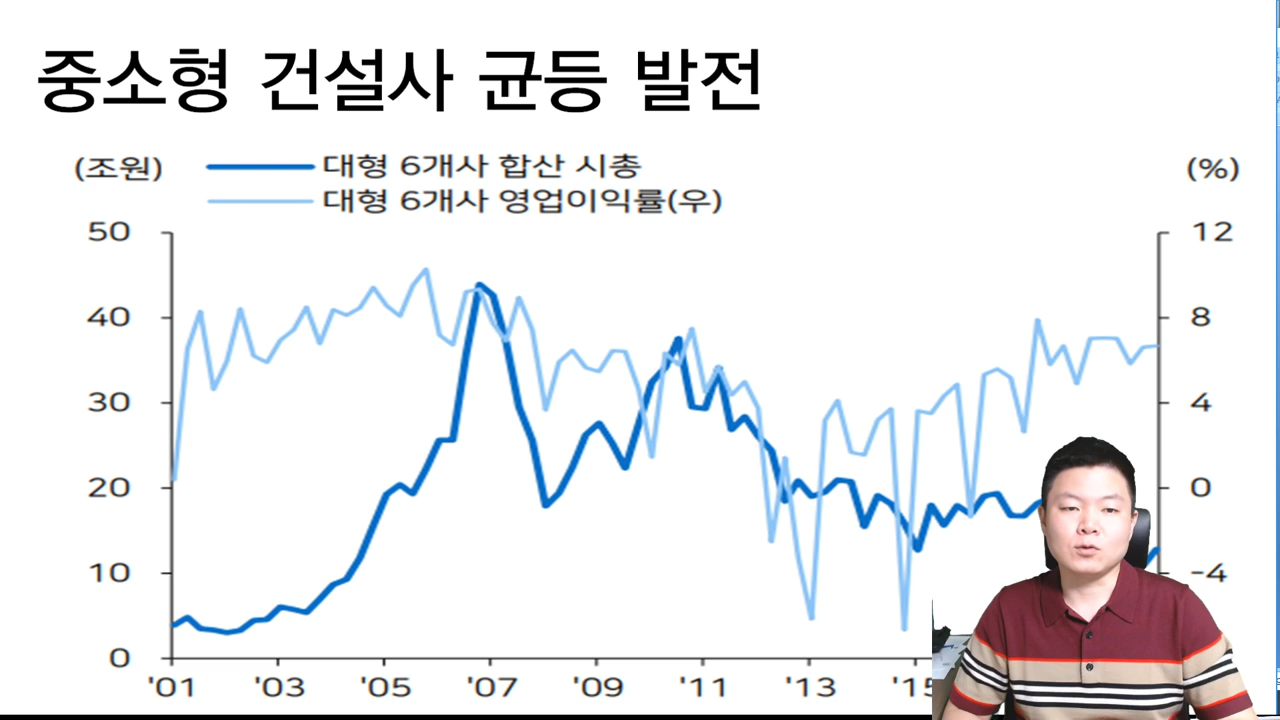 중소형 건설사 균등 발전
(조원) 대형 6개사 합산 시총 (%)
대형 6개사 영업이익률(우)
50 12
40 8
30 4
20 0
10 -4
0
'01 '03 '05 '07 '09 '11 '13 '15